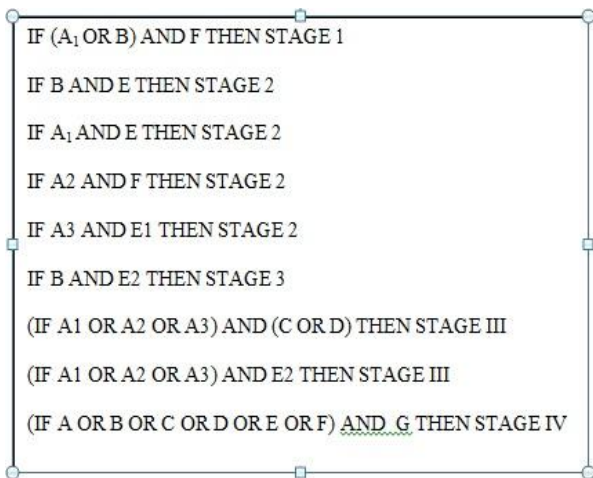 IF (A₁ OR B) AND F THEN STAGE 1
IF B AND E THEN STAGE 2
IF A₁ AND E THEN STAGE 2
IF A2 AND F THEN STAGE 2
IF A3 AND E1 THEN STAGE 2
IF B AND E2 THEN STAGE 3
(IF A1 OR A2 OR A3) AND (C OR D) THEN STAGE III
(IF A1 OR A2 OR A3) AND E2 THEN STAGE III
(IF A OR B OR C OR D OR E OR F) AND G THEN STAGE IV